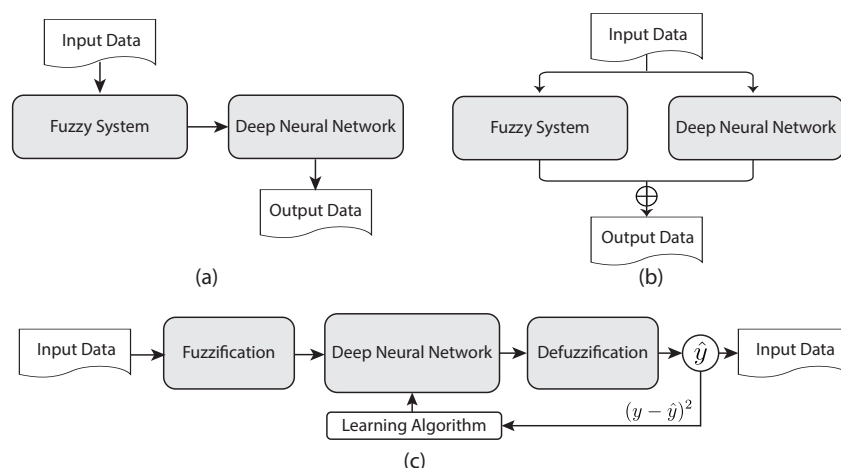 Input Data
Fuzzy System
Deep Neural Network
Output Data
(a)
Input Data
Fuzzy System
Deep Neural Network
Output Data
(b)
Input Data
Fuzzification
Deep Neural Network
Defuzzification
ŷ
Input Data
(y − ŷ)²
Learning Algorithm
(c)